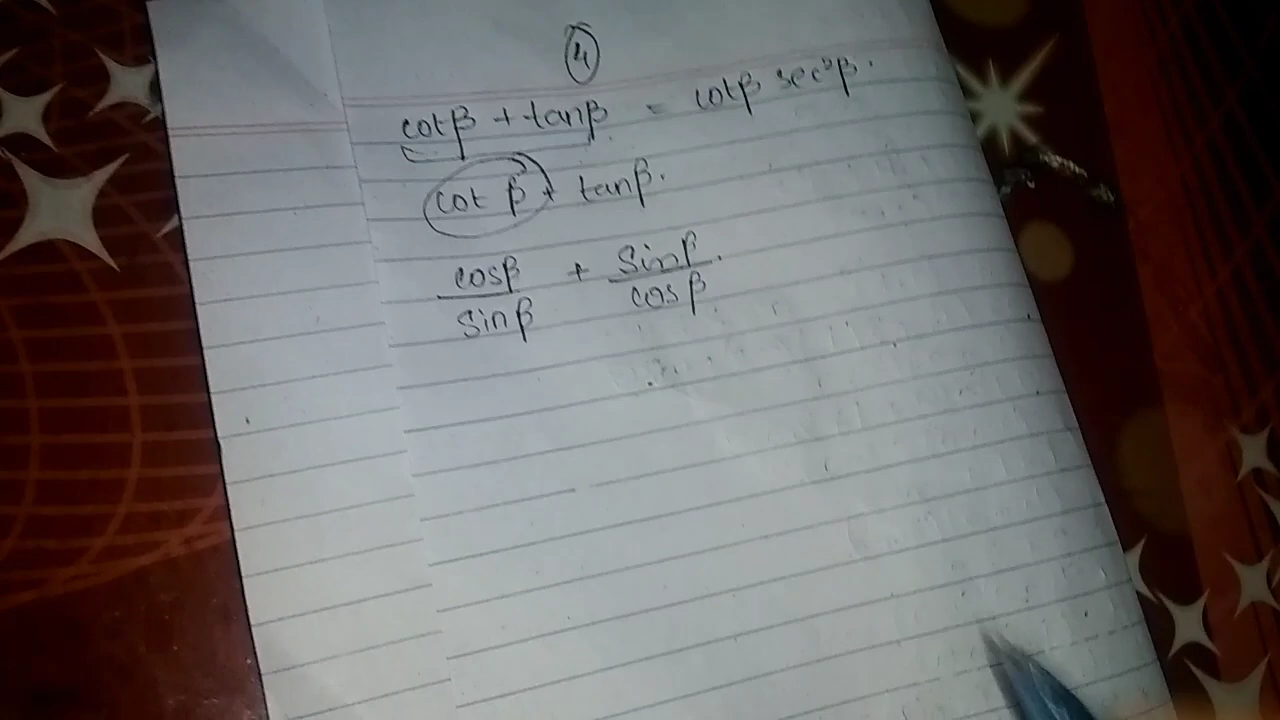 4
cotβ + tanβ = cotβ sec²β.
cot β + tanβ.
cosβ/sinβ + sinβ/cosβ.